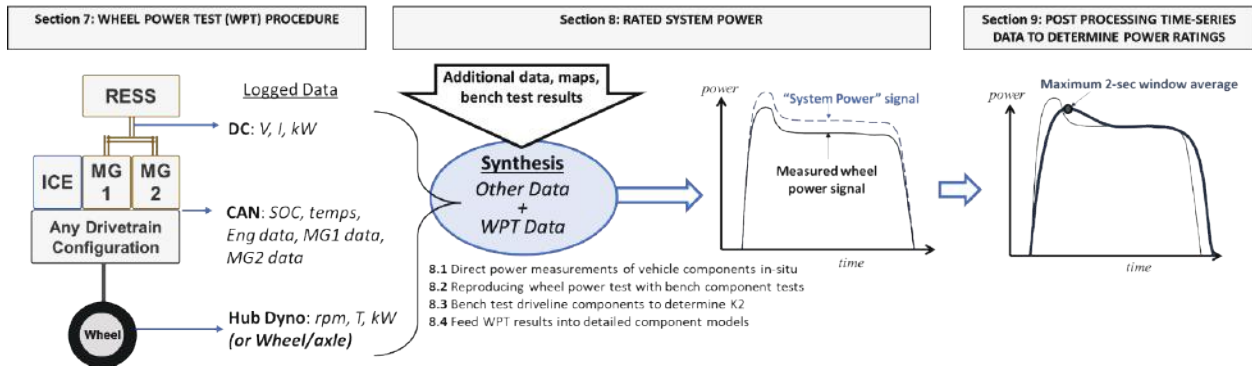 Section 7: WHEEL POWER TEST (WPT) PROCEDURE
Section 8: RATED SYSTEM POWER
Section 9: POST PROCESSING TIME-SERIES
DATA TO DETERMINE POWER RATINGS
RESS
ICE
MG
1
MG
2
Any Drivetrain
Configuration
Wheel
Logged Data
DC: V, I, kW
CAN: SOC, temps,
Eng data, MG1 data,
MG2 data
Hub Dyno: rpm, T, kW
(or Wheel/axle)
Additional data, maps,
bench test results
Synthesis
Other Data
+
WPT Data
8.1 Direct power measurements of vehicle components in-situ
8.2 Reproducing wheel power test with bench component tests
8.3 Bench test driveline components to determine K2
8.4 Feed WPT results into detailed component models
power
"System Power" signal
Measured wheel
power signal
time
power
Maximum 2-sec window average
time